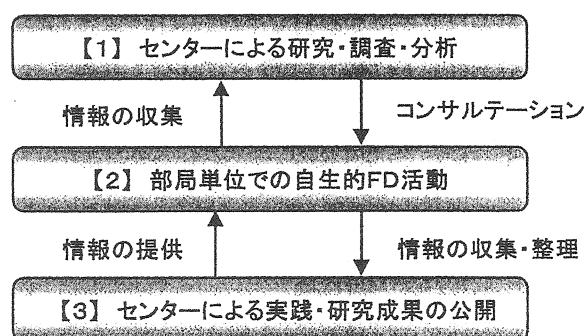 【1】 センターによる研究・調査・分析
情報の収集
コンサルテーション
【2】 部局単位での自生的FD活動
情報の提供
情報の収集・整理
【3】 センターによる実践・研究成果の公開